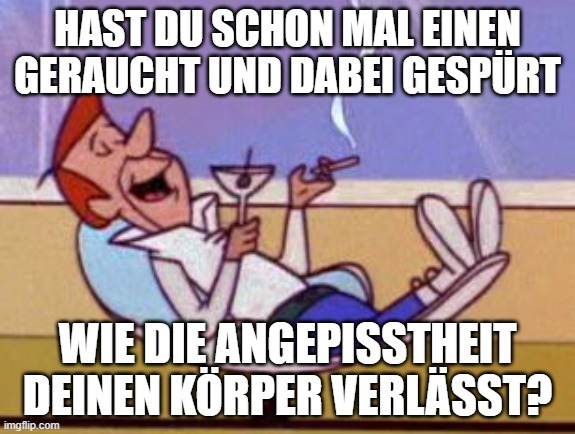 HAST DU SCHON MAL EINEN
GERAUCHT UND DABEI GESPÜRT
WIE DIE ANGEPISSTHEIT
DEINEN KÖRPER VERLÄSST?
imgflip.com